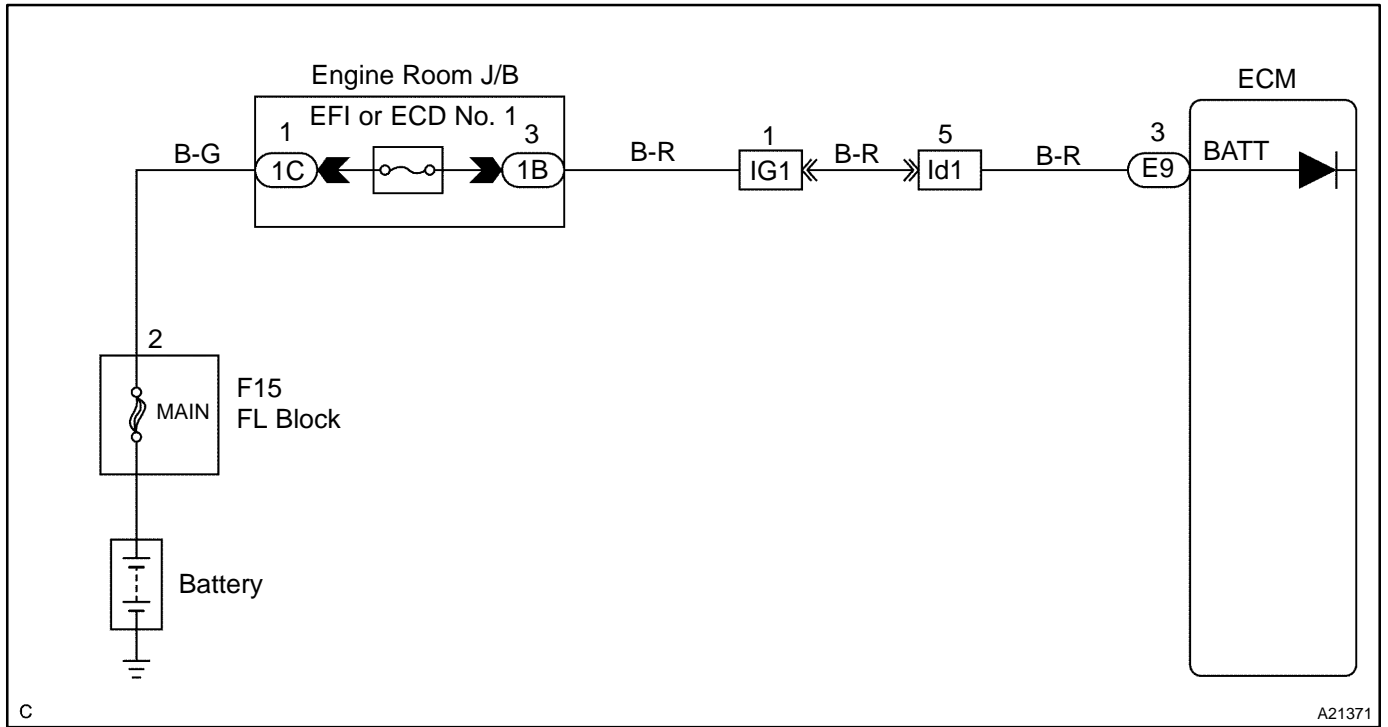 Engine Room J/B
ECM
EFI or ECD No. 1
1
3
1
5
3
B-G
1C
1B
B-R
IG1
B-R
Id1
B-R
E9
BATT
2
MAIN
F15
FL Block
Battery
C
A21371